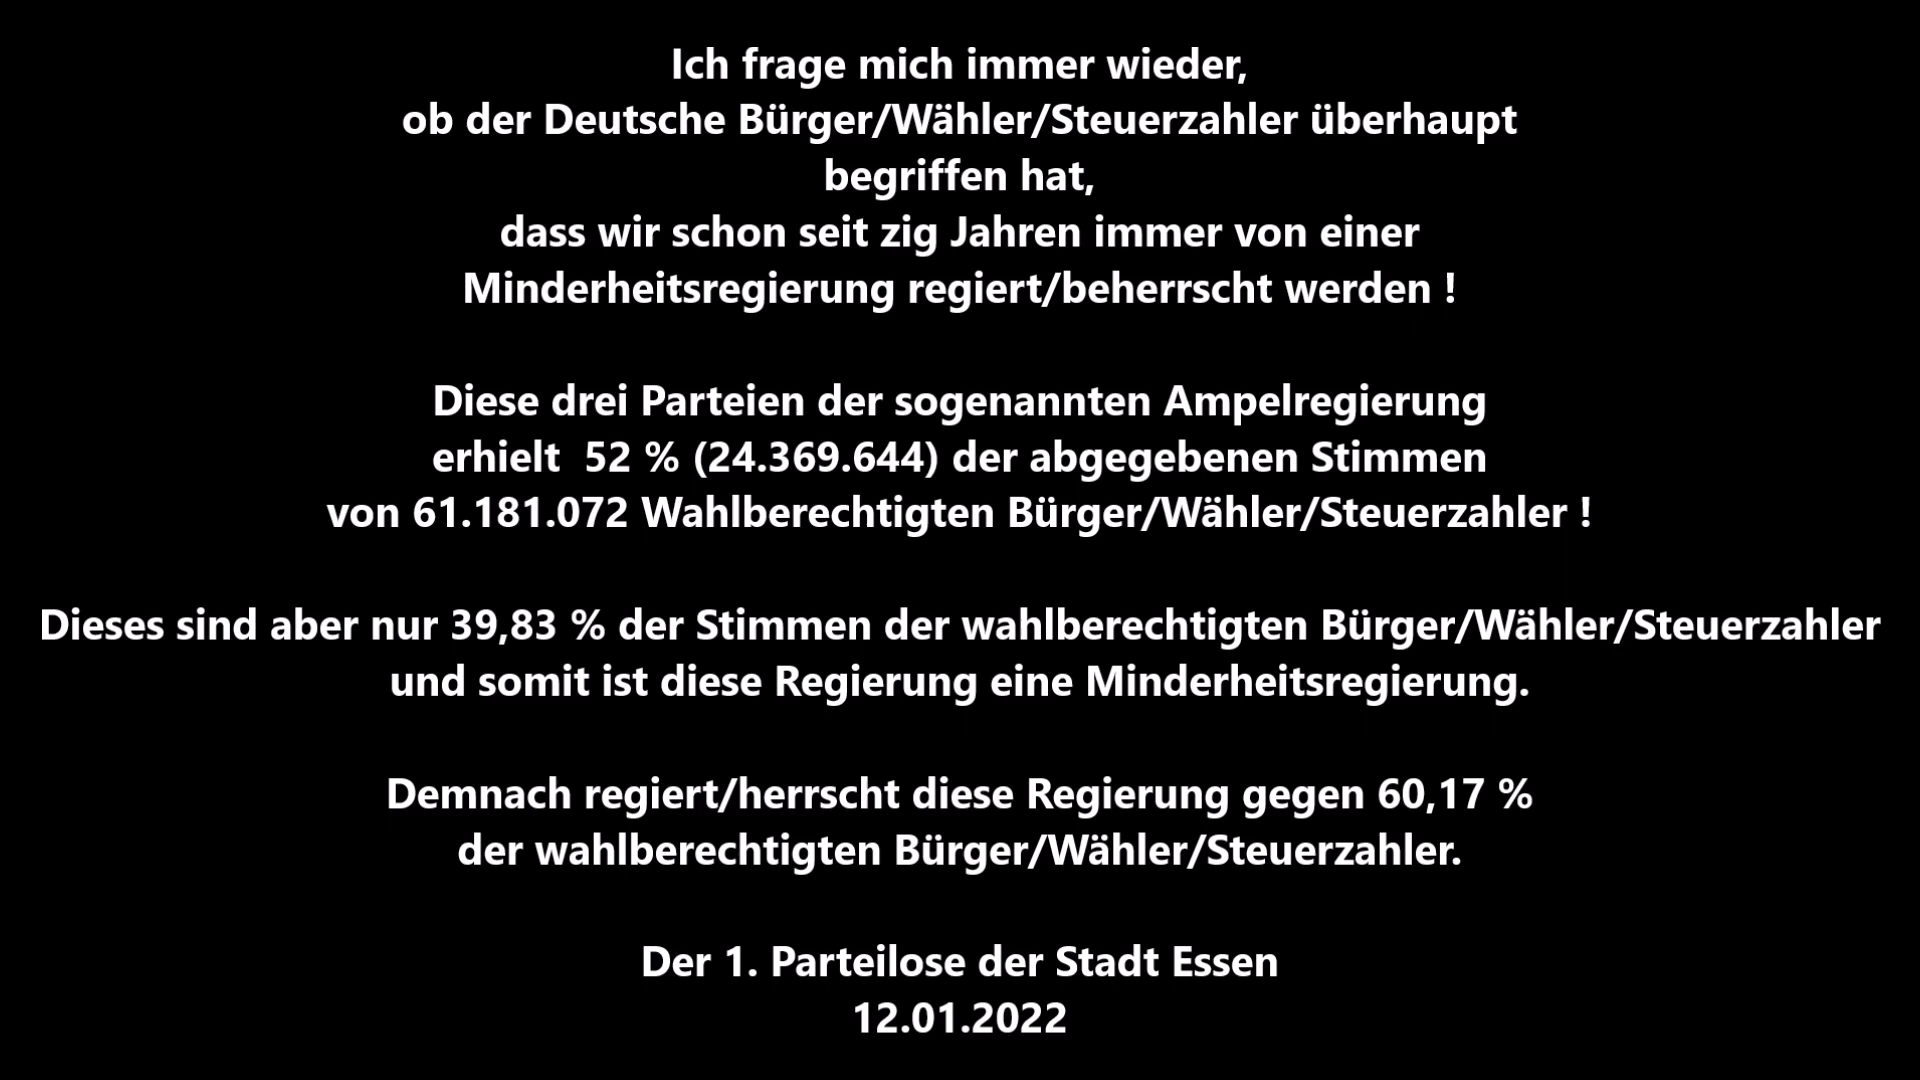 Ich frage mich immer wieder,
ob der Deutsche Bürger/Wähler/Steuerzahler überhaupt
begriffen hat,
dass wir schon seit zig Jahren immer von einer
Minderheitsregierung regiert/beherrscht werden !
Diese drei Parteien der sogenannten Ampelregierung
erhielt  52 % (24.369.644) der abgegebenen Stimmen
von 61.181.072 Wahlberechtigten Bürger/Wähler/Steuerzahler !
Dieses sind aber nur 39,83 % der Stimmen der wahlberechtigten Bürger/Wähler/Steuerzahler
und somit ist diese Regierung eine Minderheitsregierung.
Demnach regiert/herrscht diese Regierung gegen 60,17 %
der wahlberechtigten Bürger/Wähler/Steuerzahler.
Der 1. Parteilose der Stadt Essen
12.01.2022